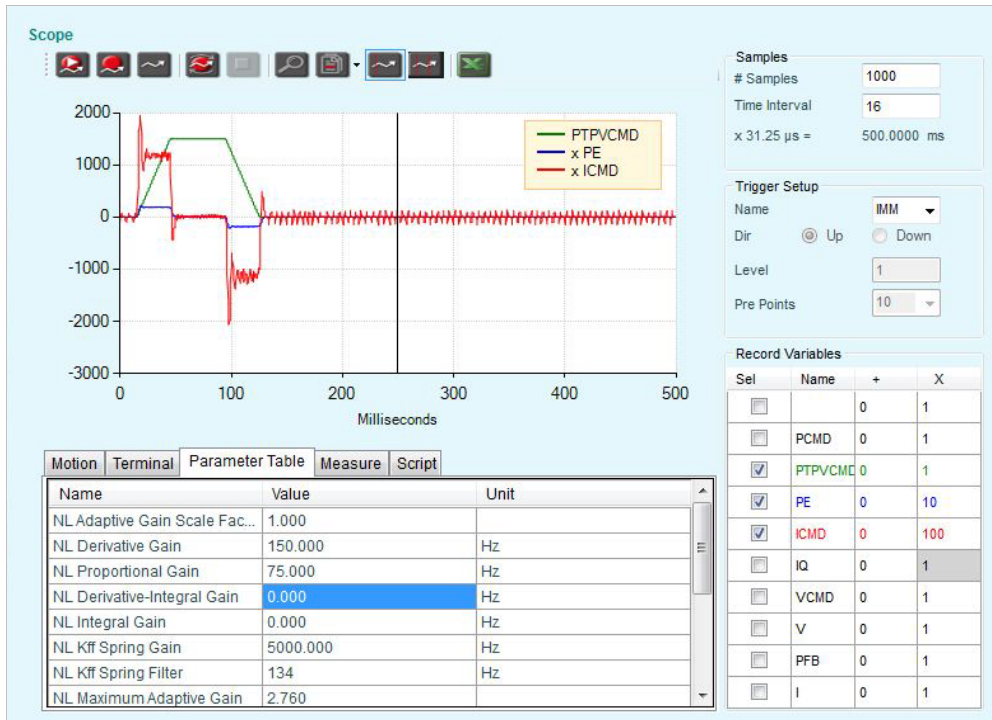 Scope
2000
1000
0
-1000
-2000
-3000
0 100 200 300 400 500
Milliseconds
PTPVCMD
x PE
x ICMD
Samples
# Samples 1000
Time Interval 16
x 31.25 µs = 500.0000 ms
Trigger Setup
Name IMM
Dir Up Down
Level 1
Pre Points 10
Record Variables
Sel Name + X
0 1
PCMD 0 1
PTPVCMD 0 1
PE 0 10
ICMD 0 100
IQ 0 1
VCMD 0 1
V 0 1
PFB 0 1
I 0 1
Motion Terminal Parameter Table Measure Script
Name Value Unit
NL Adaptive Gain Scale Fac... 1.000
NL Derivative Gain 150.000 Hz
NL Proportional Gain 75.000 Hz
NL Derivative-Integral Gain 0.000 Hz
NL Integral Gain 0.000 Hz
NL Kff Spring Gain 5000.000 Hz
NL Kff Spring Filter 134 Hz
NL Maximum Adaptive Gain 2.760